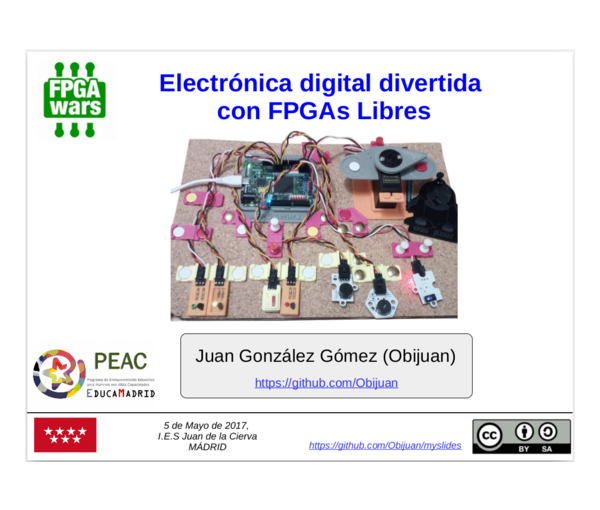 FPGA
wars
Electrónica digital divertida
con FPGAs Libres
Juan González Gómez (Obijuan)
https://github.com/Obijuan
PEAC
Programa de Enriquecimiento Educativo
para Alumnos con Altas Capacidades
EDUCAMADRID
5 de Mayo de 2017,
I.E.S Juan de la Cierva
MÁDRID
https://github.com/Obijuan/myslides
cc
BY SA